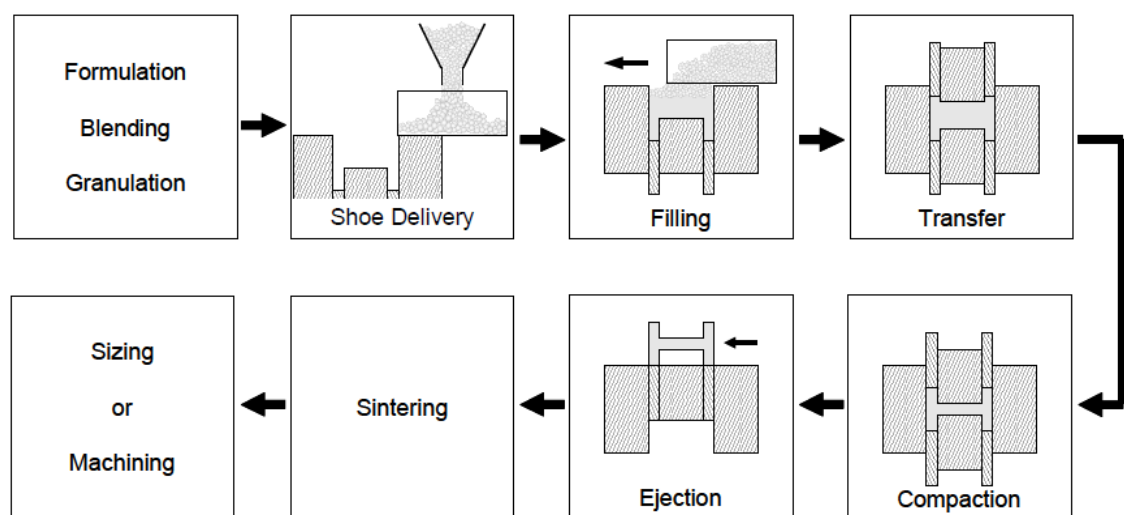 Formulation
Blending
Granulation
Shoe Delivery
Filling
Transfer
Compaction
Ejection
Sintering
Sizing
or
Machining